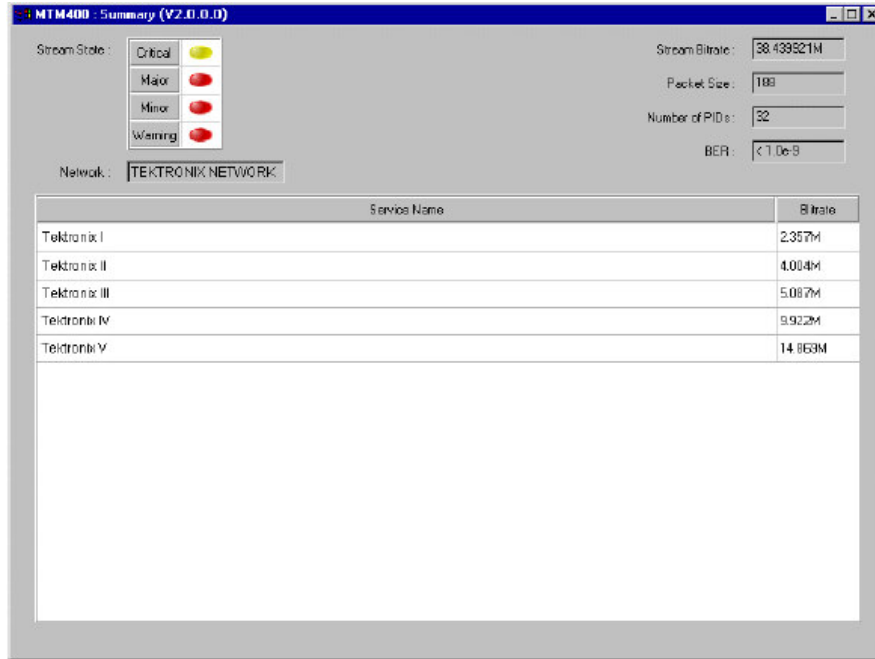 MTM400 : Summary (V2.0.0.0)
Stream State :
Critical
Major
Minor
Warning
Network : TEKTRONIX NETWORK
Stream Bitrate : 38.439921M
Packet Size : 188
Number of PIDs : 32
BER : < 1.0e-9
Service Name Bitrate
Tektronix I 2.357M
Tektronix II 4.004M
Tektronix III 5.087M
Tektronix IV 9.922M
Tektronix V 14.869M